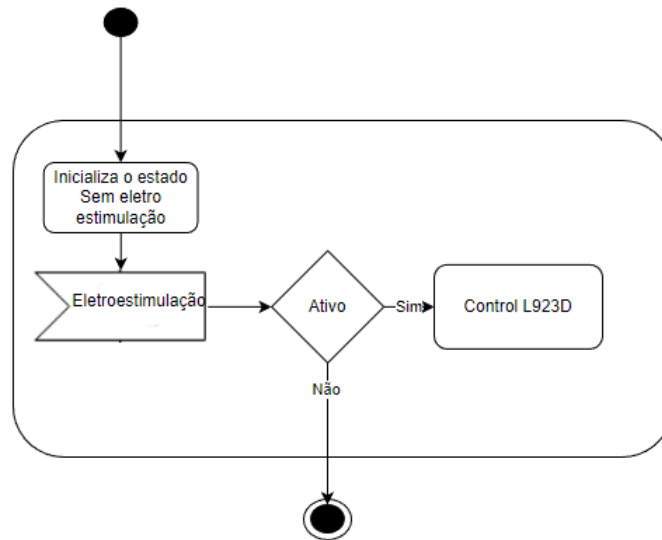 Inicializa o estado
Sem eletro
estimulação
Eletroestimulação
Ativo
Sim
Control L923D
Não